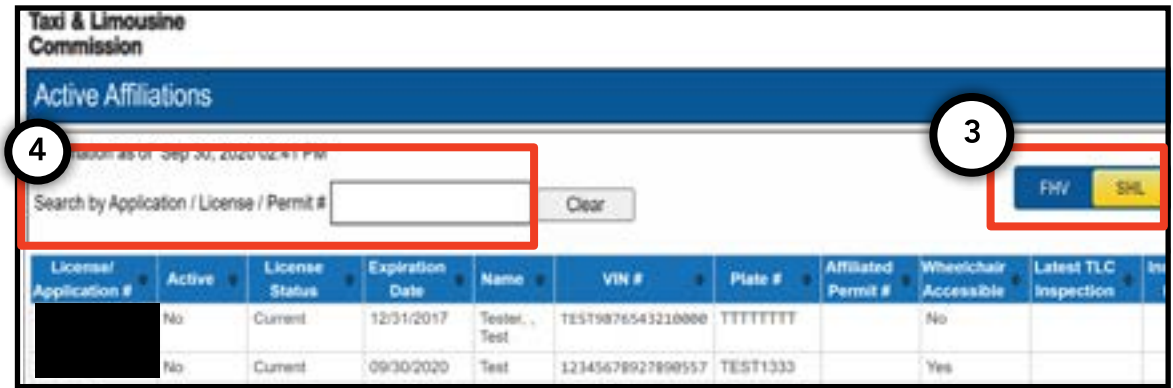 Taxi & Limousine
Commission
Active Affiliations
3
4
as of Sep 30, 2020 02:41 PM
FHV SHL
Search by Application / License / Permit # Clear
License/ Application # Active License Status Expiration Date Name VIN # Plate # Affiliated Permit # Wheelchair Accessible Latest TLC Inspection
No Current 12/31/2017 Tester, , Test TEST9876543210000 TTTTTTTT No
No Current 09/30/2020 Test 12345678927890557 TEST1333 Yes